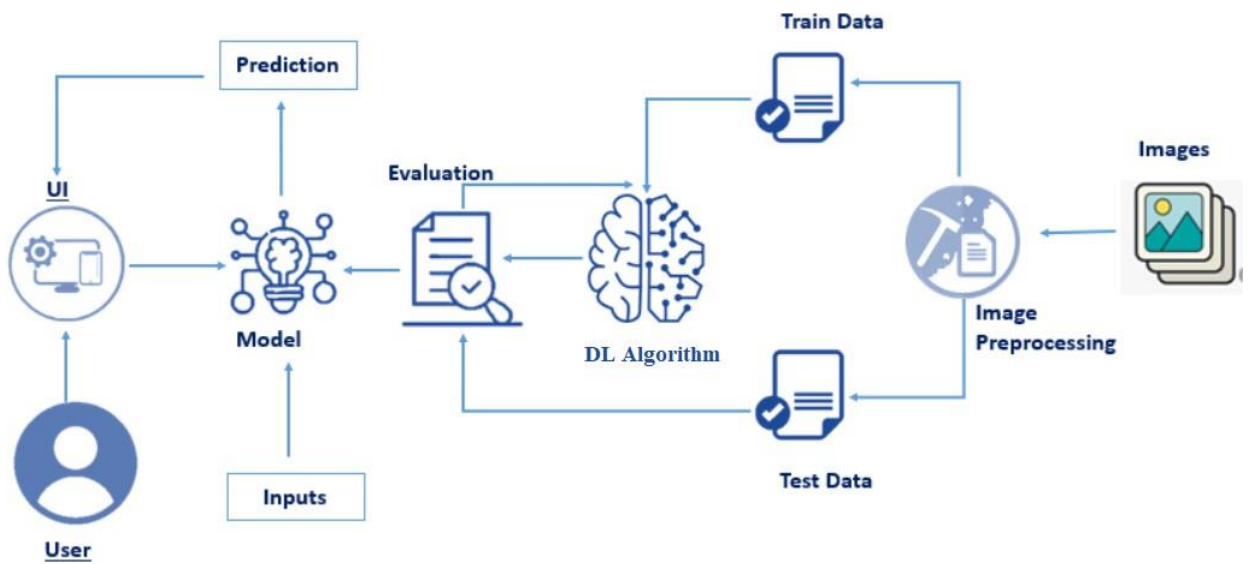 Train Data
Prediction
Images
Evaluation
UI
Model
Image
Preprocessing
DL Algorithm
Test Data
Inputs
User